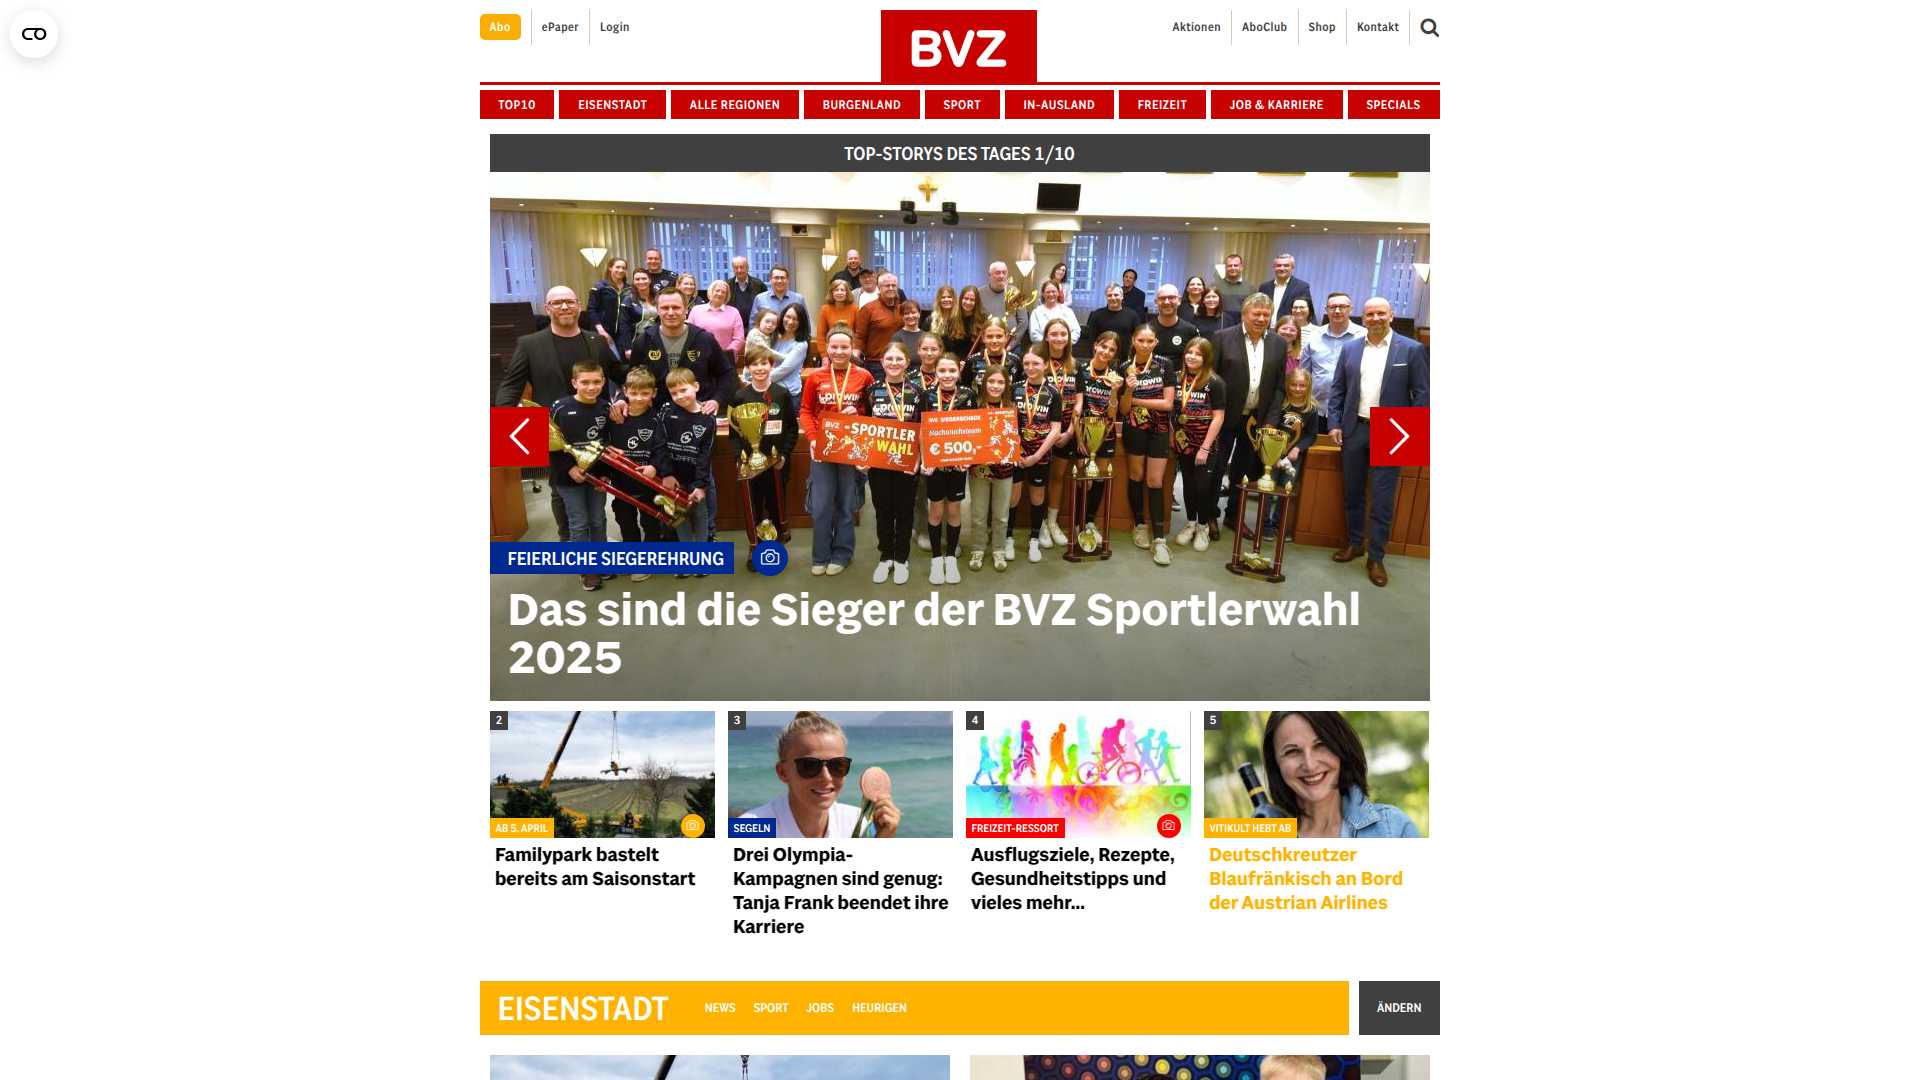 Abo
ePaper
Login
BVZ
Aktionen
AboClub
Shop
Kontakt
TOP10
EISENSTADT
ALLE REGIONEN
BURGENLAND
SPORT
IN-AUSLAND
FREIZEIT
JOB & KARRIERE
SPECIALS
TOP-STORYS DES TAGES 1/10
BVZ
-SPORTLER
WAHL
BVZ SIEGERSCHECK
Nachwuchsteam
€ 500,-
FEIERLICHE SIEGEREHRUNG
Das sind die Sieger der BVZ Sportlerwahl
2025
2
AB 5. APRIL
Familypark bastelt
bereits am Saisonstart
3
SEGELN
Drei Olympia-
Kampagnen sind genug:
Tanja Frank beendet ihre
Karriere
4
FREIZEIT-RESSORT
Ausflugsziele, Rezepte,
Gesundheitstipps und
vieles mehr...
5
VITIKULT HEBT AB
Deutschkreutzer
Blaufränkisch an Bord
der Austrian Airlines
EISENSTADT
NEWS
SPORT
JOBS
HEURIGEN
ÄNDERN